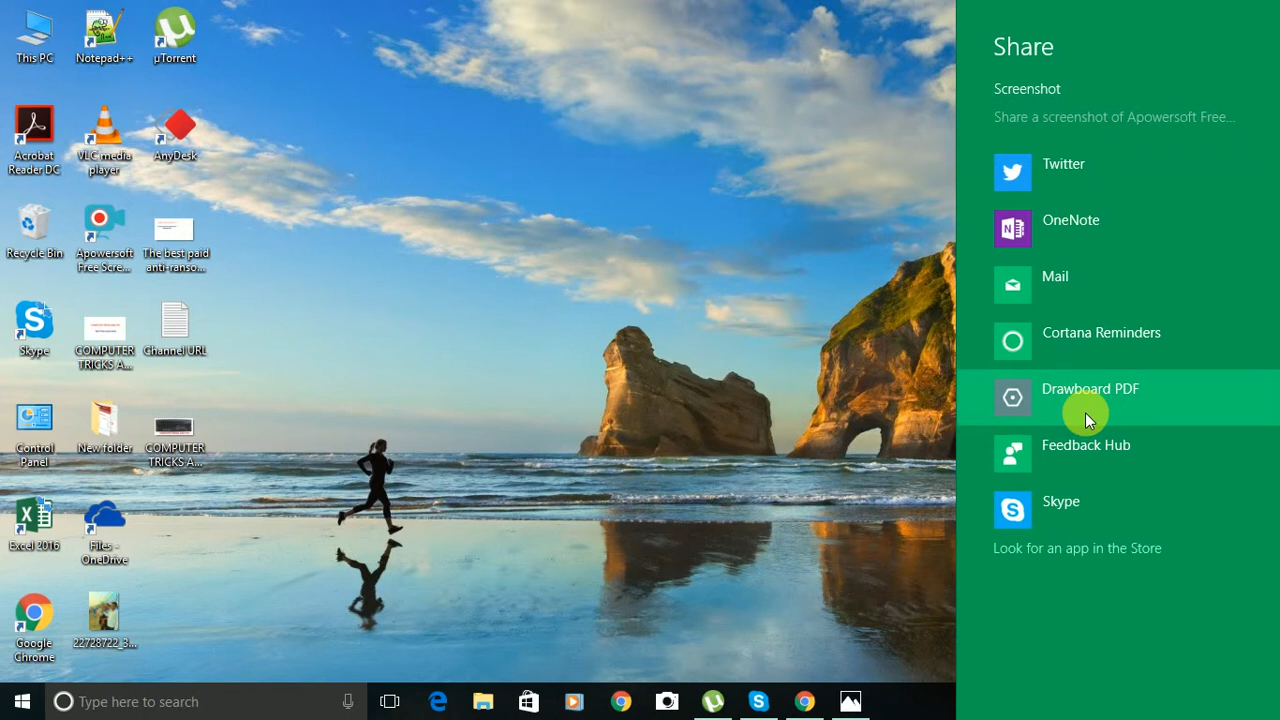 This PC
Notepad++
µTorrent
Acrobat
Reader DC
VLC media
player
AnyDesk
Recycle Bin
Apowersoft
Free Scre...
The best paid
anti-ranso...
Skype
COMPUTER
TRICKS A...
Channel URL
Control
Panel
New folder
COMPUTER
TRICKS A...
Excel 2016
Files -
OneDrive
Google
Chrome
22728722_3...
Type here to search
Share
Screenshot
Share a screenshot of Apowersoft Free...
Twitter
OneNote
Mail
Cortana Reminders
Drawboard PDF
Feedback Hub
Skype
Look for an app in the Store